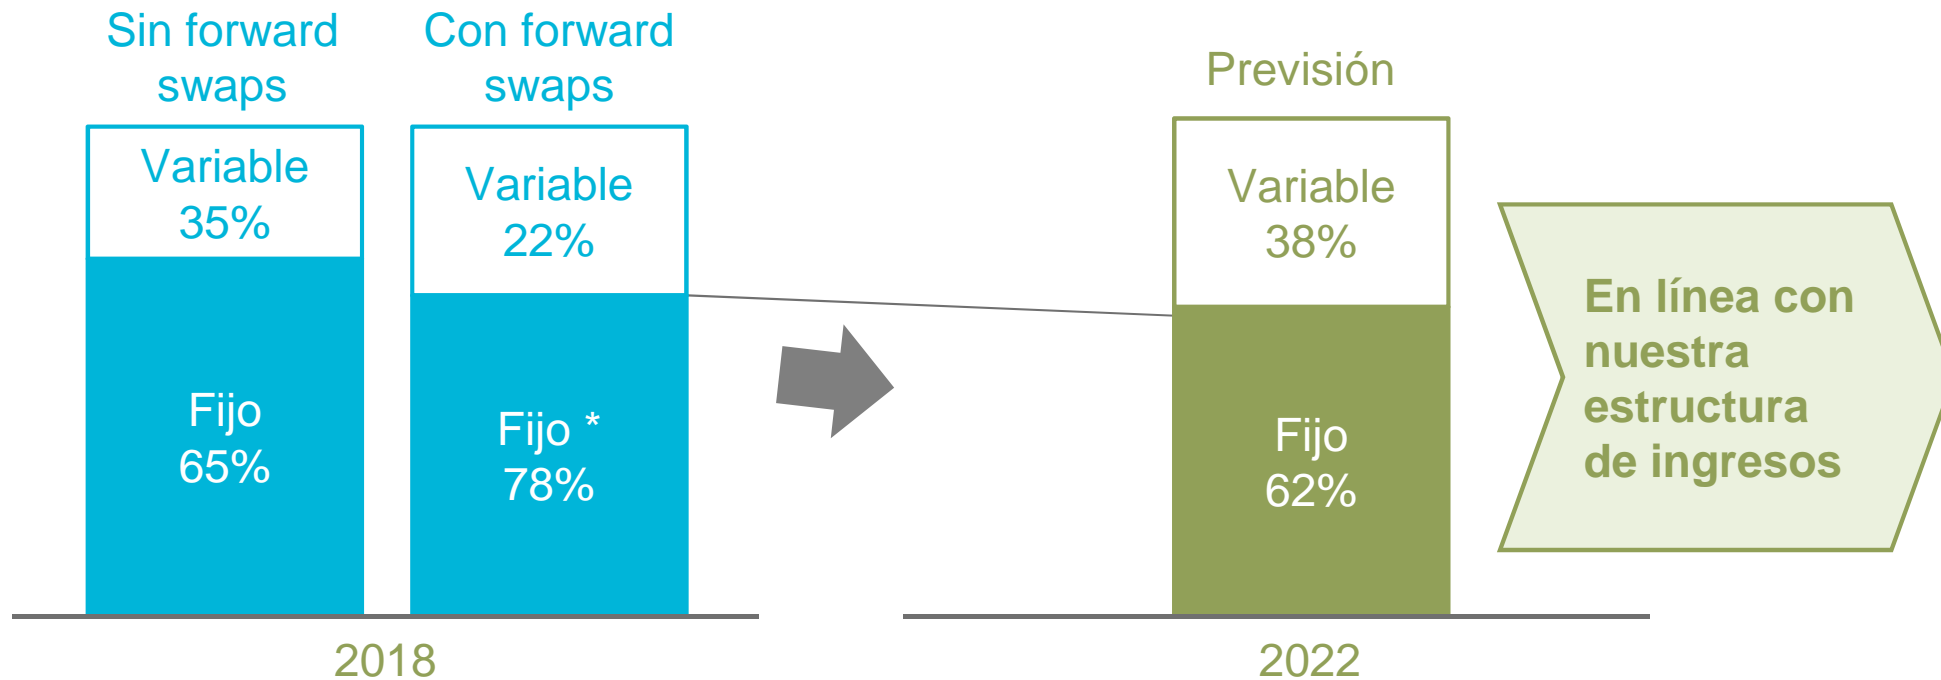 Sin forward
swaps
Con forward
swaps
Previsión
Variable
35%
Variable
22%
Variable
38%
Fijo
65%
Fijo *
78%
Fijo
62%
En línea con
nuestra
estructura
de ingresos
2018
2022